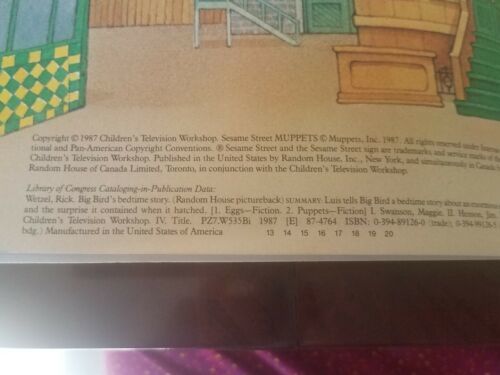 Copyright © 1987 Children's Television Workshop. Sesame Street MUPPETS © Muppets, Inc. 1987. All rights reserved under Interna-
tional and Pan-American Copyright Conventions. ® Sesame Street and the Sesame Street sign are trademarks and service marks of the
Children's Television Workshop. Published in the United States by Random House, Inc., New York, and simultaneously in Canada
Random House of Canada Limited, Toronto, in conjunction with the Children's Television Workshop.
Library of Congress Cataloging-in-Publication Data:
Wetzel, Rick. Big Bird's bedtime story. (Random House pictureback) SUMMARY: Luis tells Big Bird a bedtime story about an enormous
and the surprise it contained when it hatched. [1. Eggs—Fiction. 2. Puppets—Fiction] I. Swanson, Maggie. II. Henson, Jim.
Children's Television Workshop. IV. Title. PZ7.W535Bi 1987 [E] 87-4764 ISBN: 0-394-89126-0 (trade); 0-394-99126-5
bdg.) Manufactured in the United States of America 13 14 15 16 17 18 19 20